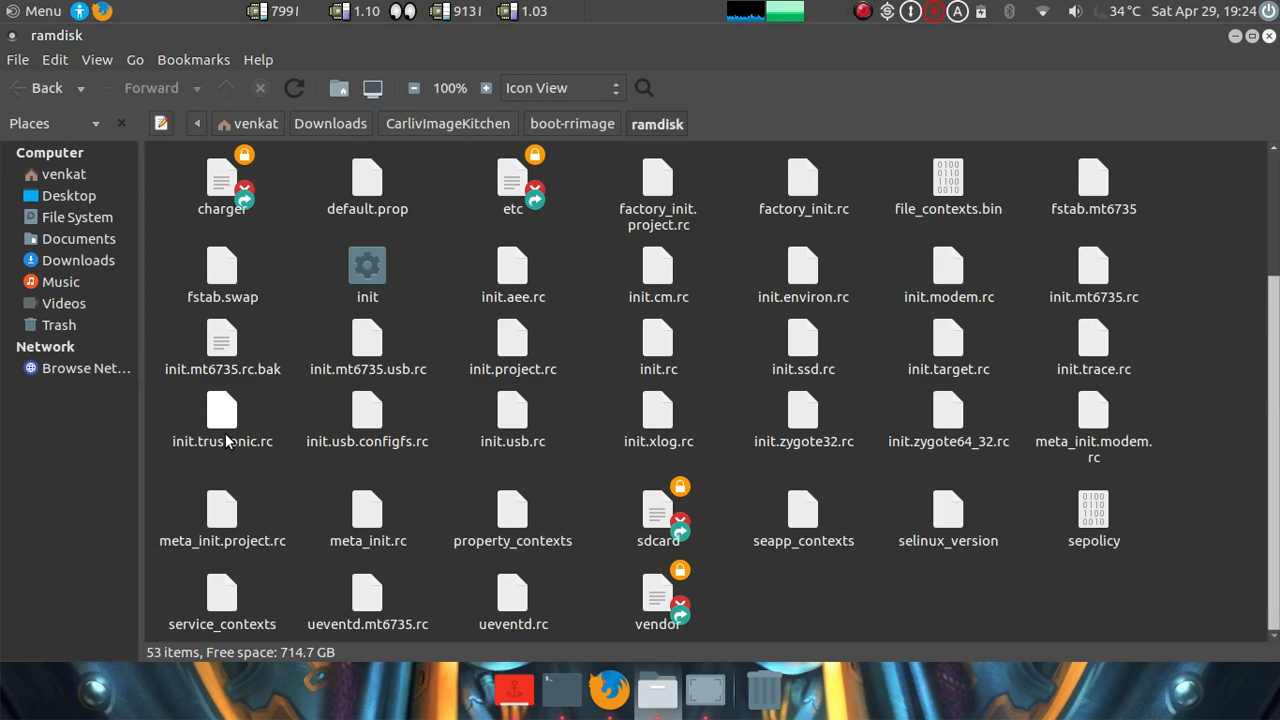 Menu 799I 1.10 913I 1.03 34 °C Sat Apr 29, 19:24
ramdisk
File Edit View Go Bookmarks Help
Back Forward 100% Icon View
Places venkat Downloads CarlivImageKitchen boot-rrimage ramdisk
Computer
venkat
Desktop
File System
Documents
Downloads
Music
Videos
Trash
Network
Browse Net...
charger default.prop etc factory_init. factory_init.rc file_contexts.bin fstab.mt6735
project.rc
fstab.swap init init.aee.rc init.cm.rc init.environ.rc init.modem.rc init.mt6735.rc
init.mt6735.rc.bak init.mt6735.usb.rc init.project.rc init.rc init.ssd.rc init.target.rc init.trace.rc
init.trustonic.rc init.usb.configfs.rc init.usb.rc init.xlog.rc init.zygote32.rc init.zygote64_32.rc meta_init.modem.
rc
meta_init.project.rc meta_init.rc property_contexts sdcard seapp_contexts selinux_version sepolicy
service_contexts ueventd.mt6735.rc ueventd.rc vendor
53 items, Free space: 714.7 GB